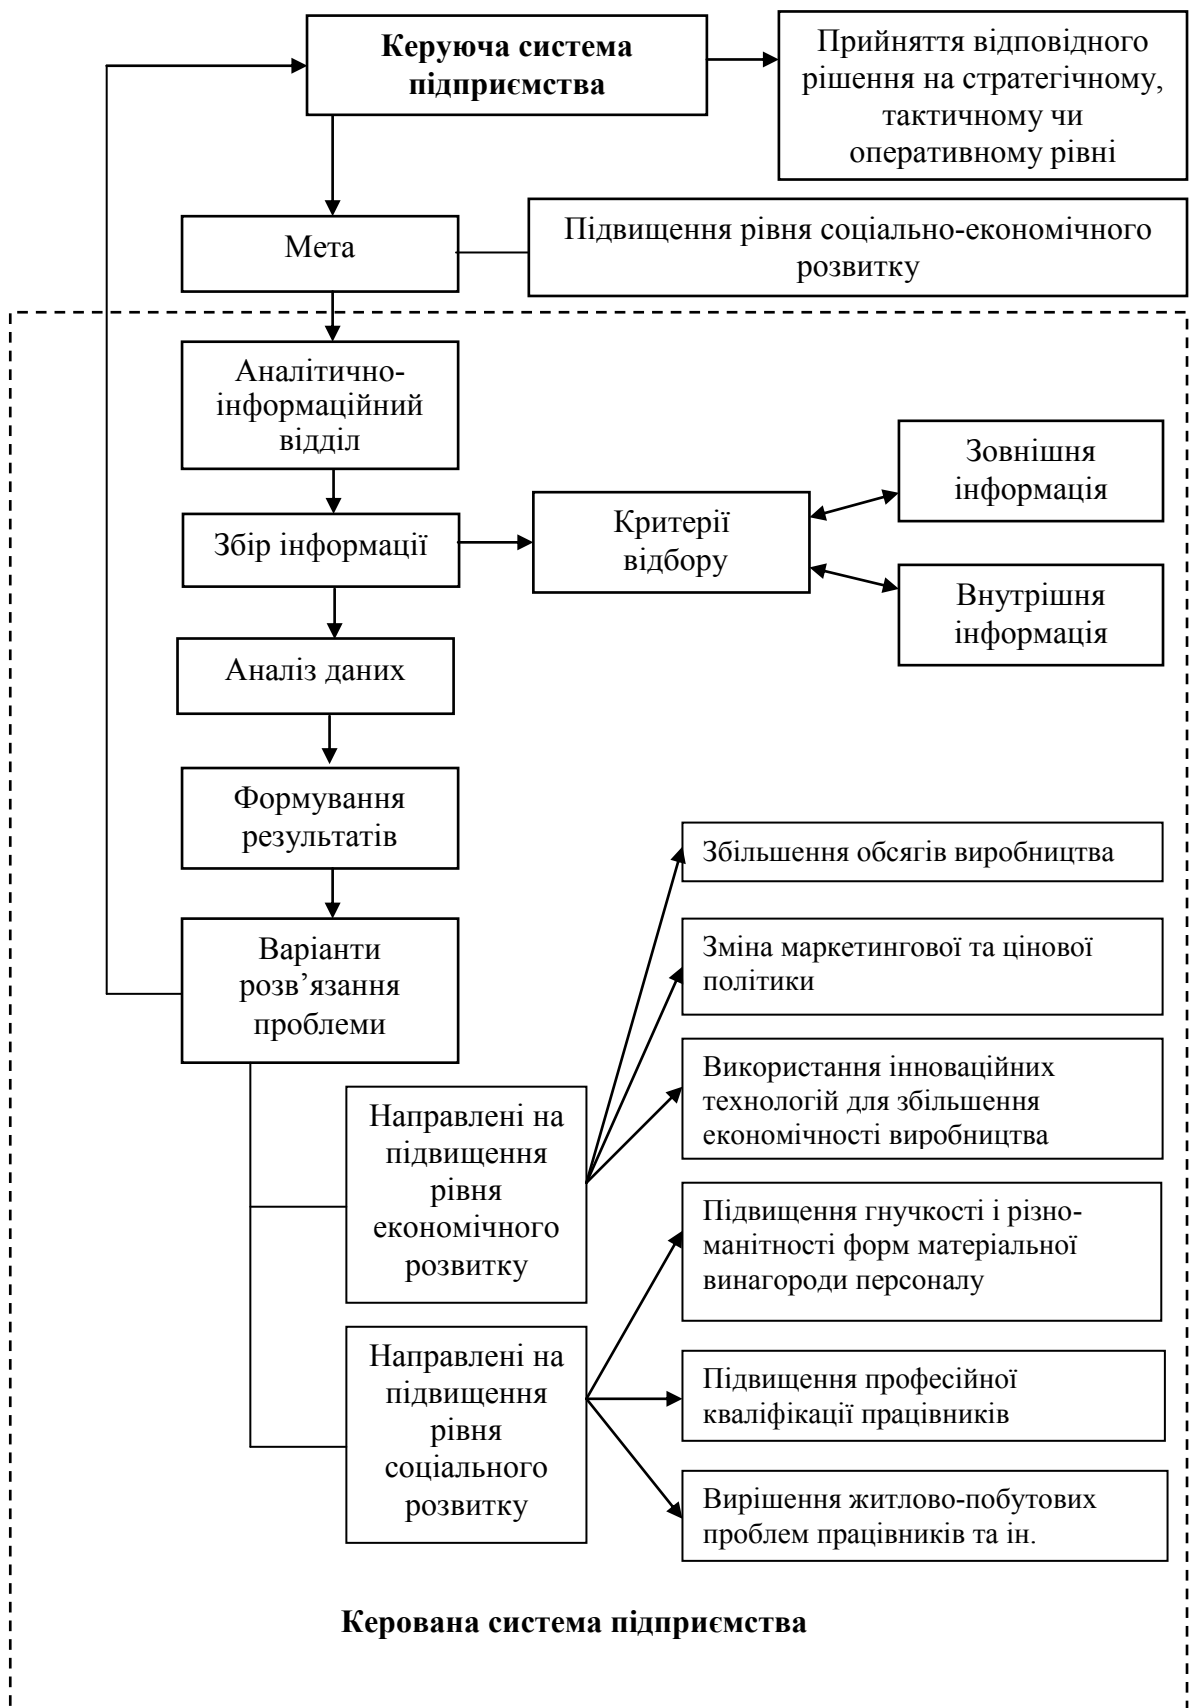 Керуюча система
підприємства
Прийняття відповідного
рішення на стратегічному,
тактичному чи
оперативному рівні
Мета
Підвищення рівня соціально-економічного
розвитку
Аналітично-
інформаційний
відділ
Збір інформації
Критерії
відбору
Зовнішня
інформація
Внутрішня
інформація
Аналіз даних
Формування
результатів
Варіанти
розв’язання
проблеми
Направлені на
підвищення
рівня
економічного
розвитку
Збільшення обсягів виробництва
Зміна маркетингової та цінової
політики
Використання інноваційних
технологій для збільшення
економічності виробництва
Направлені на
підвищення
рівня
соціального
розвитку
Підвищення гнучкості і різно-
манітності форм матеріальної
винагороди персоналу
Підвищення професійної
кваліфікації працівників
Вирішення житлово-побутових
проблем працівників та ін.
Керована система підприємства